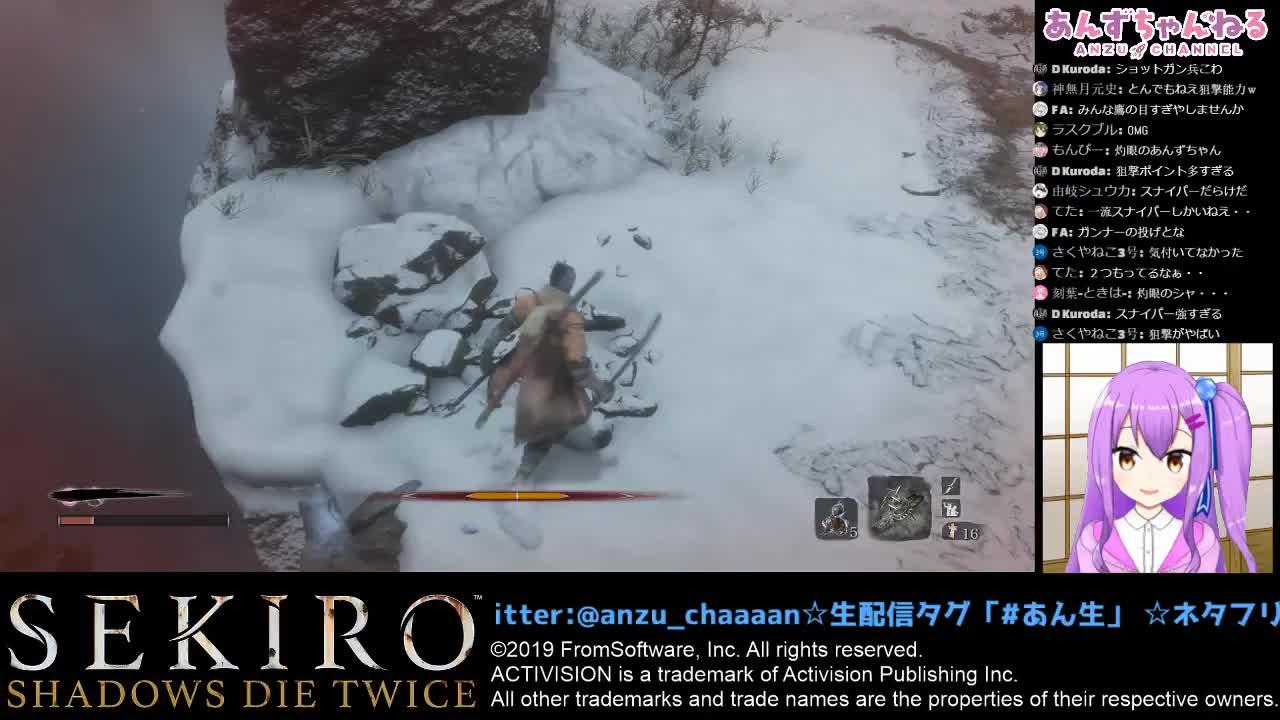 あんずちゃんねる
ANZU CHANNEL
DKuroda: ショットガン兵こわ
神無月元史: とんでもねえ狙撃能力w
FA: みんな鷹の目すぎやしませんか
ラスクブル: OMG
もんぴー: 灼眼のあんずちゃん
DKuroda: 狙撃ポイント多すぎる
由岐シュウカ: スナイパーだらけだ
てた: 一流スナイパーしかいねえ・・
FA: ガンナーの投げとな
さくやねこ3号: 気付いてなかった
てた: 2つもってるなぁ・・
刻葉-ときは-: 灼眼のシャ・・・
DKuroda: スナイパー強すぎる
さくやねこ3号: 狙撃がやばい
5
16
SEKIRO™
SHADOWS DIE TWICE
itter:@anzu_chaaaan☆生配信タグ「#あん生」 ☆ネタフリ
©2019 FromSoftware, Inc. All rights reserved.
ACTIVISION is a trademark of Activision Publishing Inc.
All other trademarks and trade names are the properties of their respective owners.